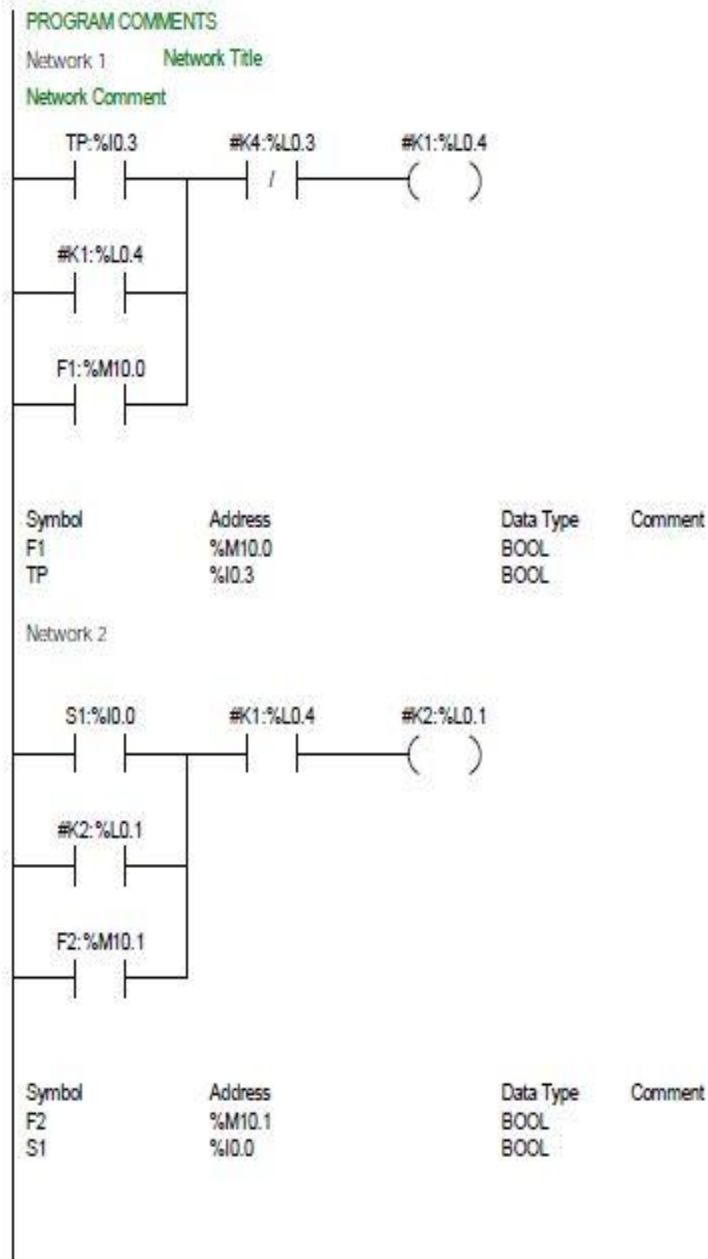 PROGRAM COMMENTS
Network 1 Network Title
Network Comment
TP:%I0.3 #K4:%L0.3 #K1:%L0.4
/
#K1:%L0.4
F1:%M10.0
Symbol Address Data Type Comment
F1 %M10.0 BOOL
TP %I0.3 BOOL
Network 2
S1:%I0.0 #K1:%L0.4 #K2:%L0.1
#K2:%L0.1
F2:%M10.1
Symbol Address Data Type Comment
F2 %M10.1 BOOL
S1 %I0.0 BOOL